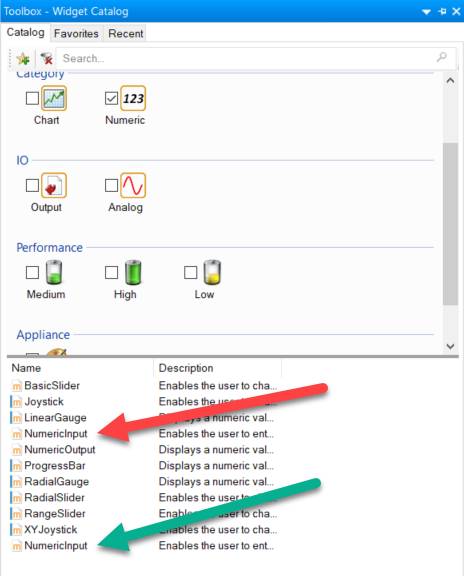 Toolbox - Widget Catalog
Catalog Favorites Recent
Search...
Category
Chart 123 Numeric
IO
Output Analog
Performance
Medium High Low
Appliance
Name Description
m BasicSlider Enables the user to cha...
m Joystick Enables the user to cha...
m LinearGauge Displays a numeric val...
m NumericInput Enables the user to ent...
m NumericOutput Displays a numeric val...
m ProgressBar Displays a numeric val...
m RadialGauge Displays a numeric val...
m RadialSlider Enables the user to
m RangeSlider Enables the user to cha...
m XYJoystick Enables the user to cha...
m NumericInput Enables the user to ent...